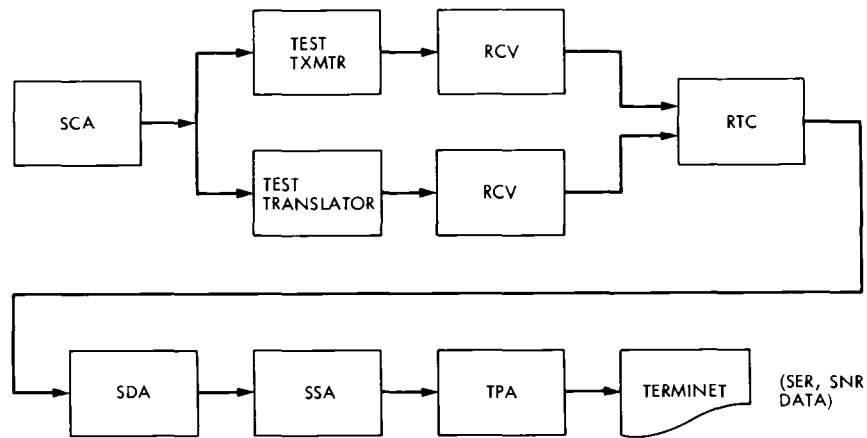 TEST
TXMTR
RCV
SCA
RTC
TEST
TRANSLATOR
RCV
SDA
SSA
TPA
TERMINET
(SER, SNR
DATA)